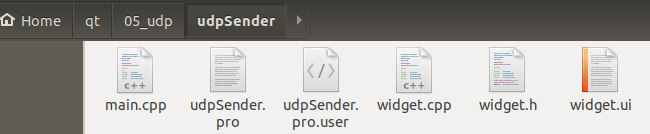 Home qt 05_udp udpSender
c++ c++
main.cpp udpSender. udpSender. widget.cpp widget.h widget.ui
pro pro.user